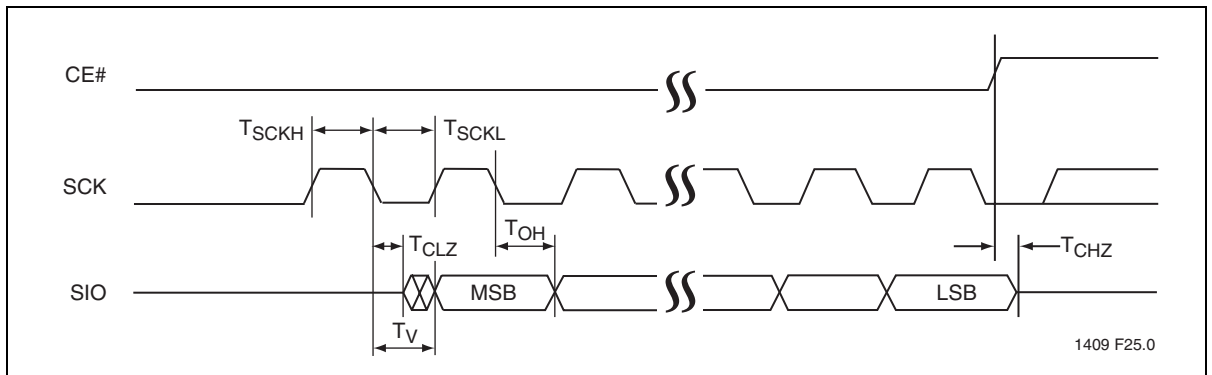 CE#
TSCKH
TSCKL
SCK
TOH
TCLZ
TCHZ
SIO
MSB
LSB
TV
1409 F25.0